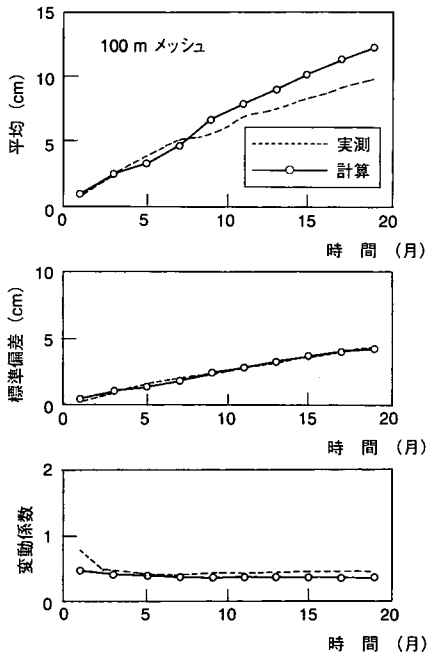 15
100 m メッシュ
10
平均 (cm)
5
実測
計算
0
0 5 10 15 20
時 間 (月)
10
標準偏差 (cm)
5
0
0 5 10 15 20
時 間 (月)
2
変動係数
1
0
0 5 10 15 20
時 間 (月)